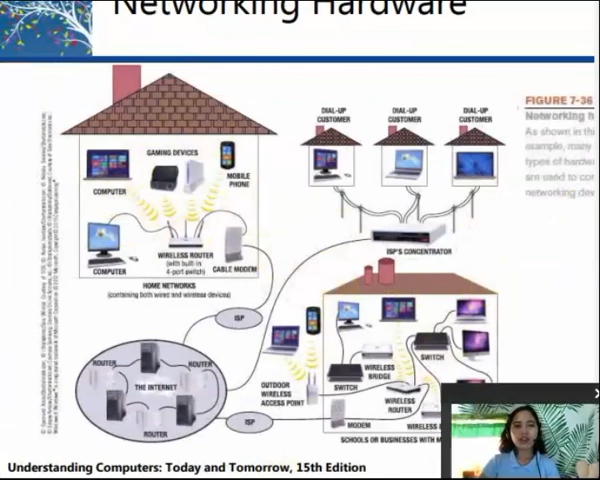 Networking Hardware
FIGURE 7-36
Networking h
As shown in thi
example, many
types of hardwa
are used to cor
networking dev
DIAL-UP
CUSTOMER
DIAL-UP
CUSTOMER
DIAL-UP
CUSTOMER
GAMING DEVICES
MOBILE
PHONE
COMPUTER
COMPUTER
WIRELESS ROUTER
(with built-in
4-port switch)
CABLE MODEM
HOME NETWORKS
(containing both wired and wireless devices)
ISP'S CONCENTRATOR
ISP
ROUTER
ROUTER
THE INTERNET
ROUTER
ISP
OUTDOOR
WIRELESS
ACCESS POINT
SWITCH
WIRELESS
BRIDGE
SWITCH
WIRELESS
ROUTER
MODEM
SCHOOLS OR BUSINESSES WITH M
Understanding Computers: Today and Tomorrow, 15th Edition